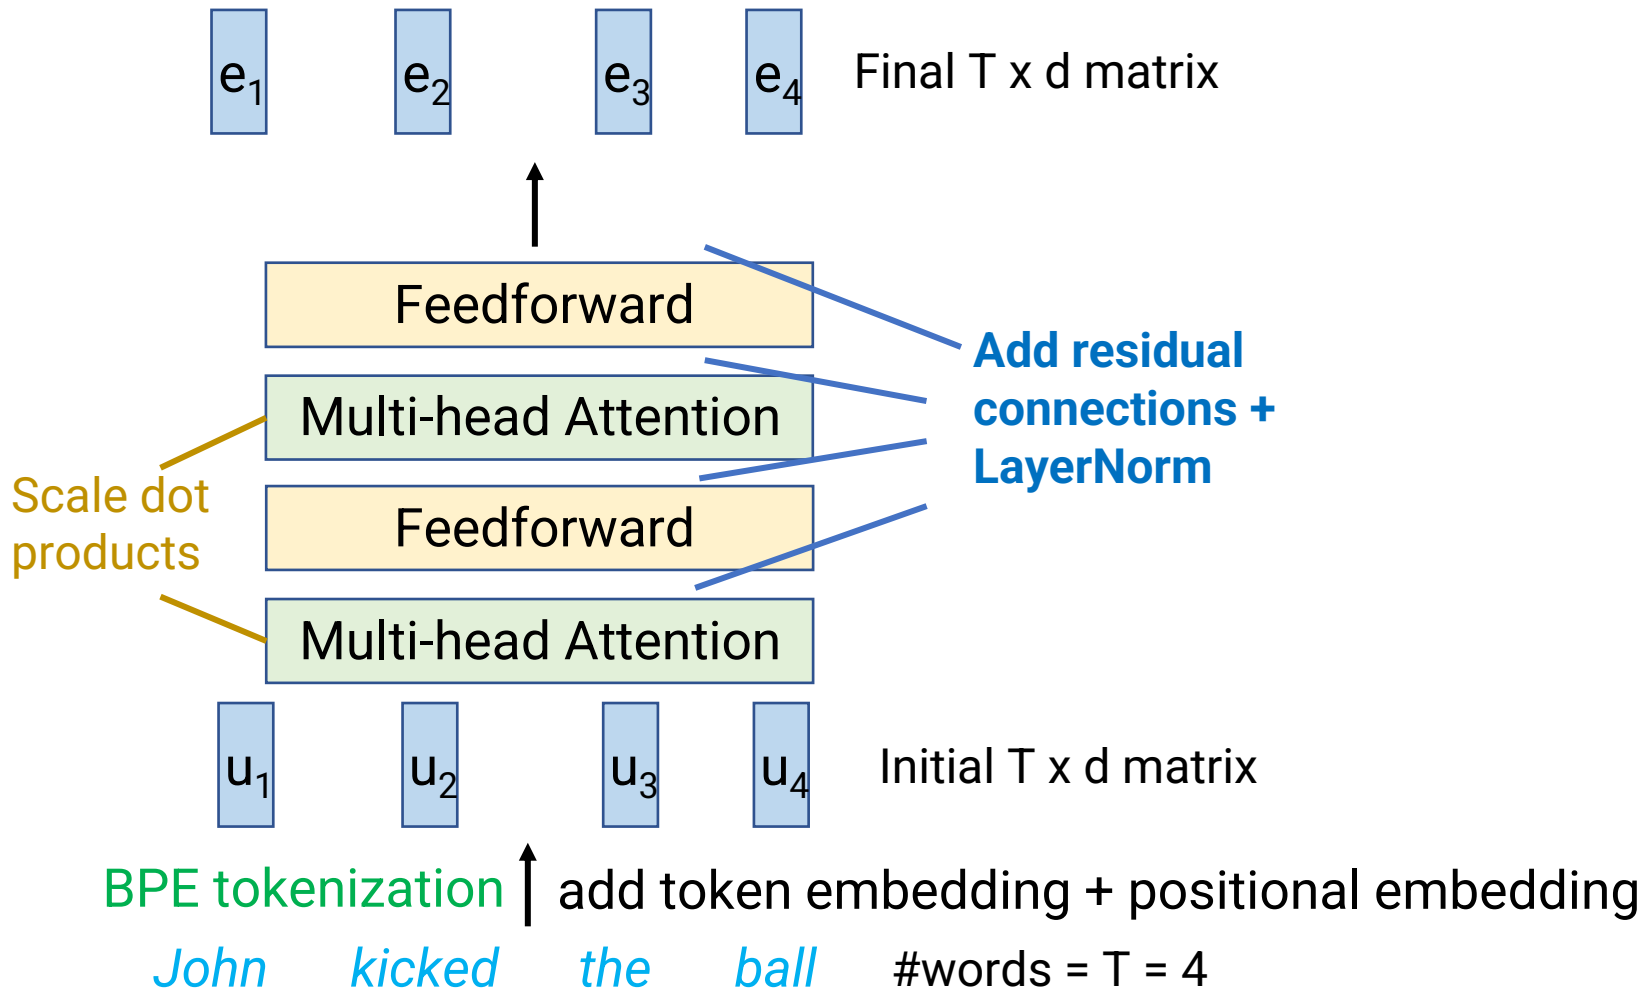 e1 e2 e3 e4 Final T x d matrix
Feedforward
Multi-head Attention
Feedforward
Multi-head Attention
Add residual
connections +
LayerNorm
Scale dot
products
u1 u2 u3 u4 Initial T x d matrix
BPE tokenization add token embedding + positional embedding
John kicked the ball #words = T = 4